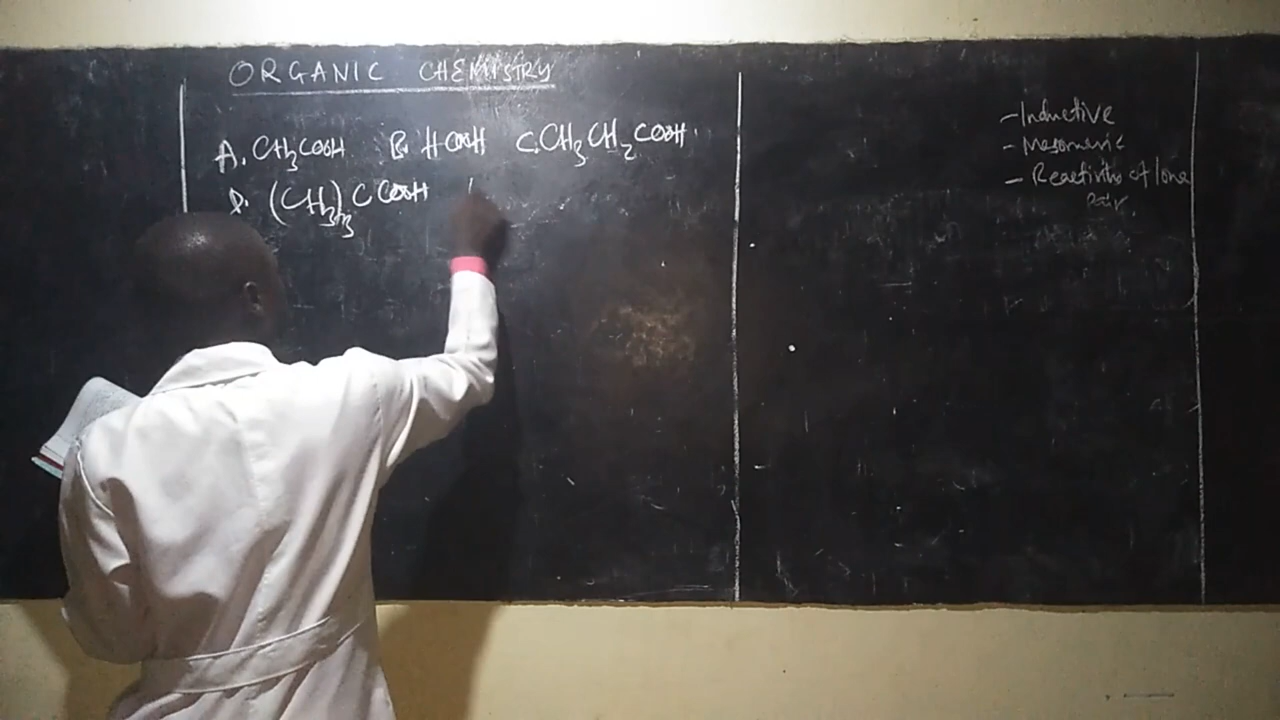 ORGANIC CHEMISTRY
A. CH₃COOH B. HCOOH C. CH₃CH₂COOH
D. (CH₃)₃CCOOH
- Inductive
- Mesomeric
- Reactivity of lone
Pair